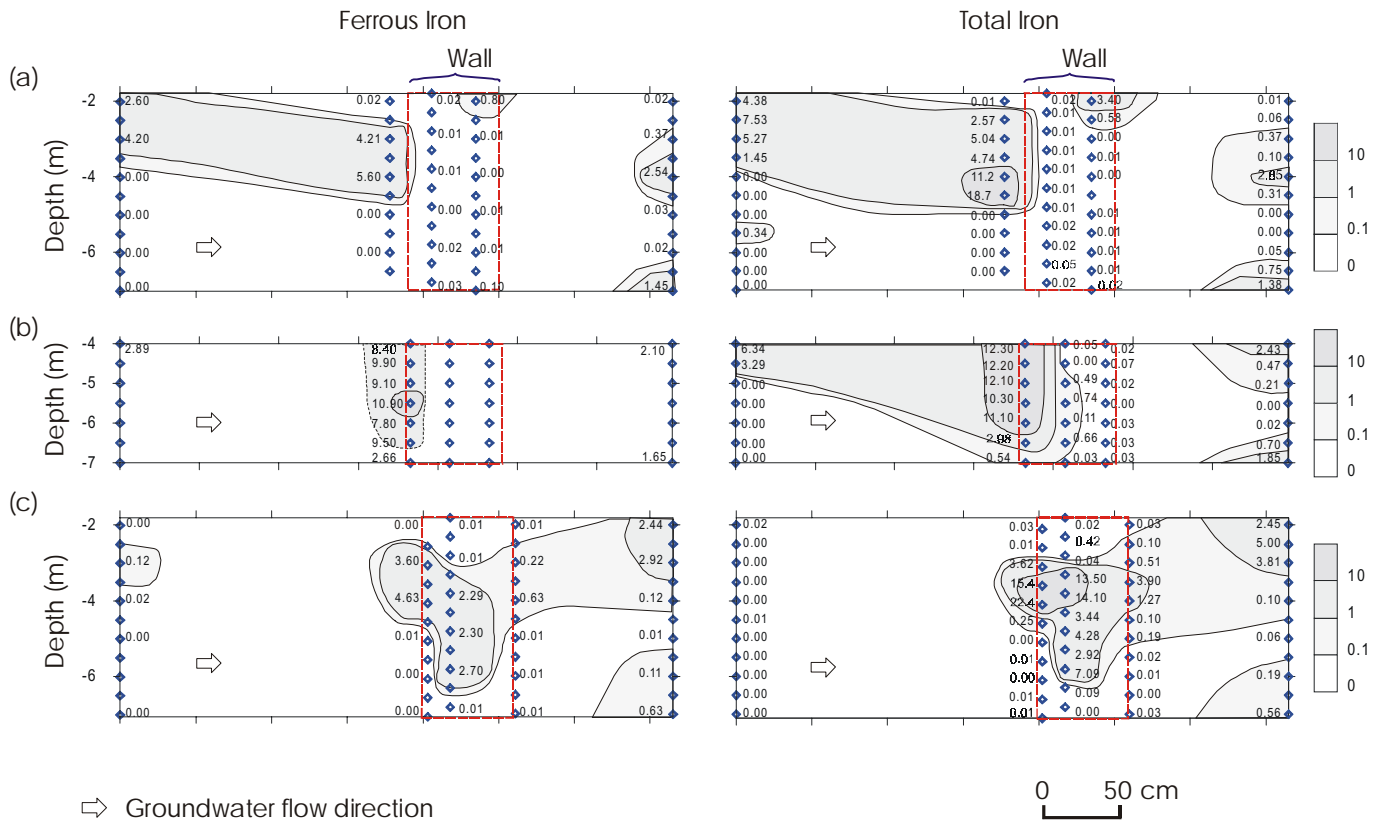 Ferrous Iron Total Iron
Wall Wall
(a)
-2 2.60 0.02 0.02 0.80 0.02 4.38 0.01 0.02 3.40 0.01
7.53 2.57 0.01 0.58 0.06
4.20 4.21 0.01 0.01 0.37 5.27 5.04 0.01 0.00 0.37
1.45 4.74 0.01 0.10 10
-4 0.00 5.60 0.01 0.00 2.54 0.00 11.2 0.01 0.00 2.85 1
0.00 18.7 0.01 0.31
0.00 0.00 0.00 0.01 0.03 0.00 0.00 0.01 0.01 0.00 0.1
0.34 0.00 0.02 0.01 0.00
-6 0.00 0.00 0.02 0.01 0.02 0.00 0.00 0.02 0.01 0.05 0
0.00 0.00 0.05 0.01 0.75
0.00 0.03 0.10 1.45 0.00 0.02 0.02 1.38
Depth (m)
(b)
-4 2.89 8.40 2.10 6.34 12.30 0.05 0.02 2.43
9.90 3.29 12.20 0.00 0.07 0.47 10
-5 9.10 0.00 12.10 0.49 0.02 0.21
10.90 0.00 10.30 0.74 0.00 0.00 1
-6 7.80 0.00 11.10 0.11 0.02 0.1
9.50 0.00 2.98 0.66 0.03 0.70
-7 2.66 1.65 0.00 0.54 0.03 0.03 1.85 0
(c)
-2 0.00 0.00 0.01 0.01 2.44 0.02 0.03 0.02 0.03 2.45
0.00 0.01 0.42 0.10 5.00
0.12 3.60 0.01 0.22 2.92 0.00 3.62 0.04 0.51 3.81
0.00 15.4 13.50 3.90 10
-4 0.02 4.63 2.29 0.63 0.12 0.00 22.4 14.10 1.27 0.10
0.01 0.25 3.44 0.10 1
0.00 0.01 2.30 0.01 0.01 0.00 0.00 4.28 0.19 0.06
0.00 0.01 2.92 0.02 0.1
-6 0.00 0.00 2.70 0.01 0.11 0.00 0.00 7.09 0.01 0.19
0.00 0.01 0.09 0.00 0
0.00 0.00 0.01 0.01 0.63 0.00 0.01 0.00 0.03 0.56
Depth (m)
0 50 cm
Groundwater flow direction